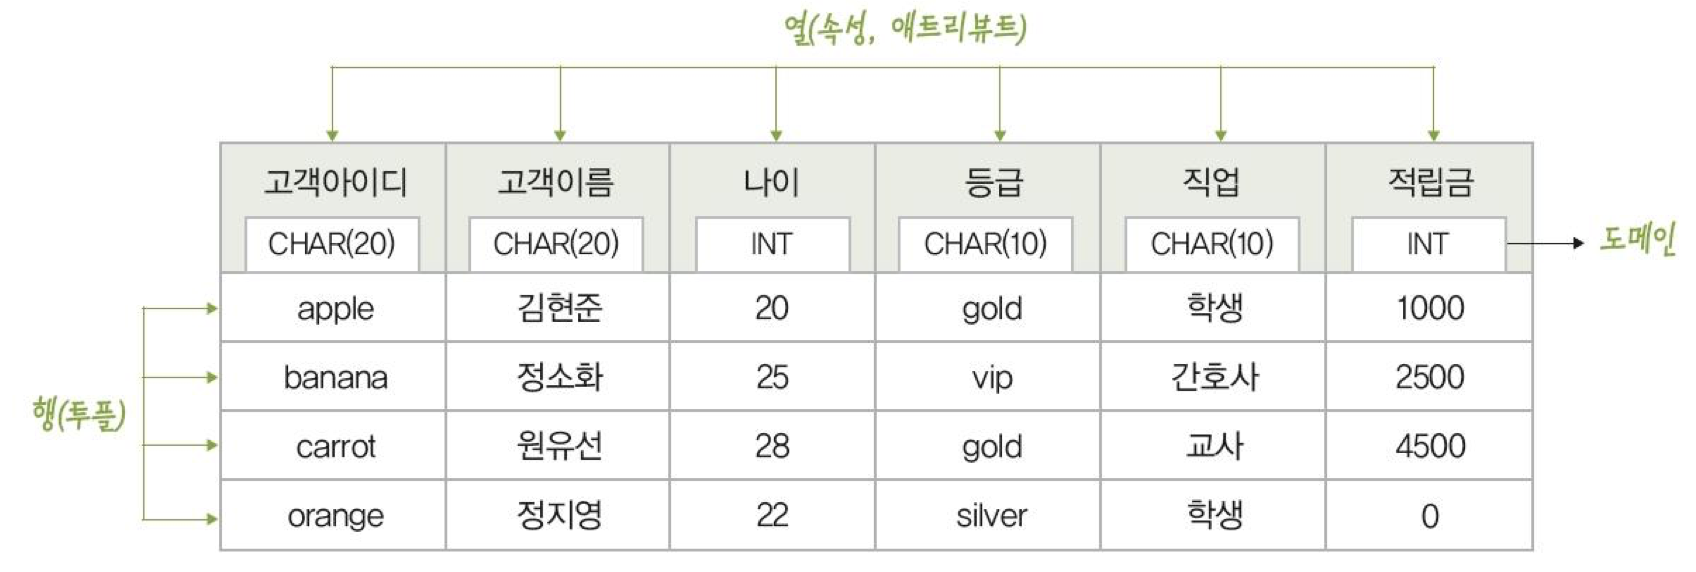 열(속성, 애트리뷰트)
고객아이디 고객이름 나이 등급 직업 적립금
CHAR(20) CHAR(20) INT CHAR(10) CHAR(10) INT 도메인
apple 김현준 20 gold 학생 1000
banana 정소화 25 vip 간호사 2500
행(투플)
carrot 원유선 28 gold 교사 4500
orange 정지영 22 silver 학생 0